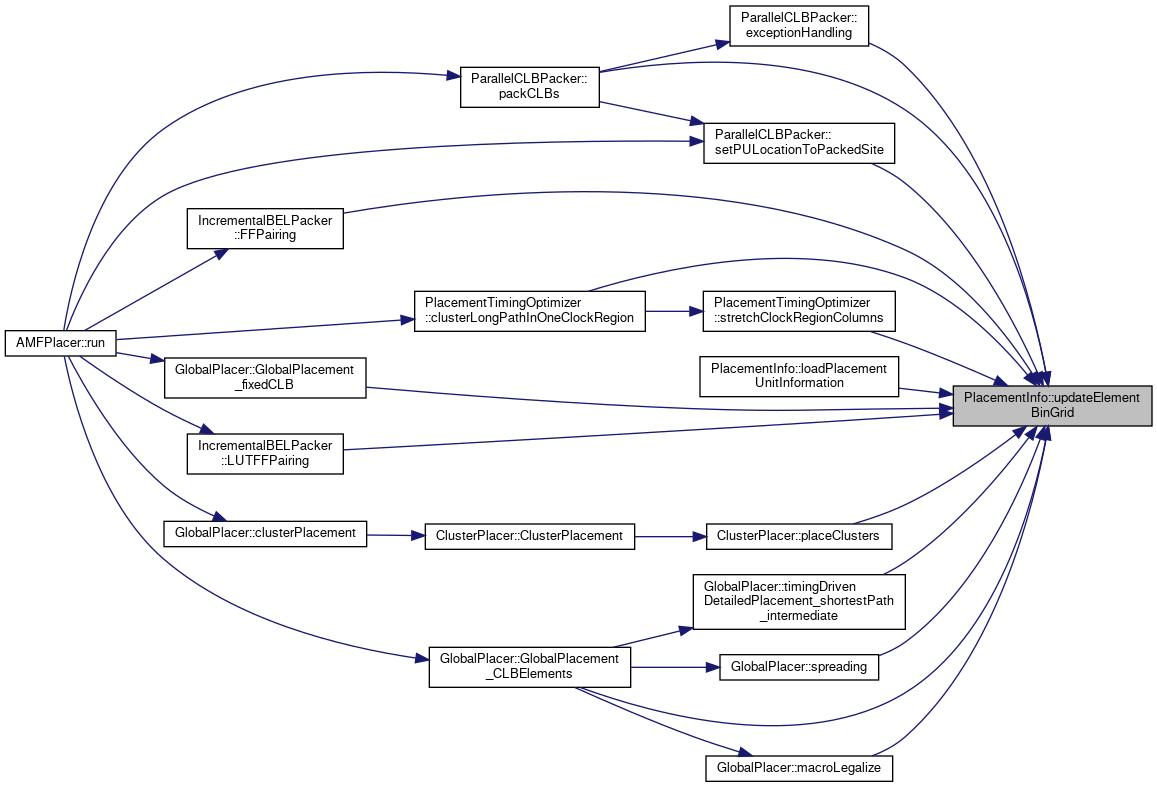 ParallelCLBPacker::
exceptionHandling
ParallelCLBPacker::
packCLBs
ParallelCLBPacker::
setPULocationToPackedSite
IncrementalBELPacker
::FFPairing
PlacementTimingOptimizer
::clusterLongPathInOneClockRegion
PlacementTimingOptimizer
::stretchClockRegionColumns
AMFPlacer::run
GlobalPlacer::GlobalPlacement
_fixedCLB
PlacementInfo::loadPlacement
UnitInformation
PlacementInfo::updateElement
BinGrid
IncrementalBELPacker
::LUTFFPairing
GlobalPlacer::clusterPlacement
ClusterPlacer::ClusterPlacement
ClusterPlacer::placeClusters
GlobalPlacer::timingDriven
DetailedPlacement_shortestPath
_intermediate
GlobalPlacer::GlobalPlacement
_CLBElements
GlobalPlacer::spreading
GlobalPlacer::macroLegalize